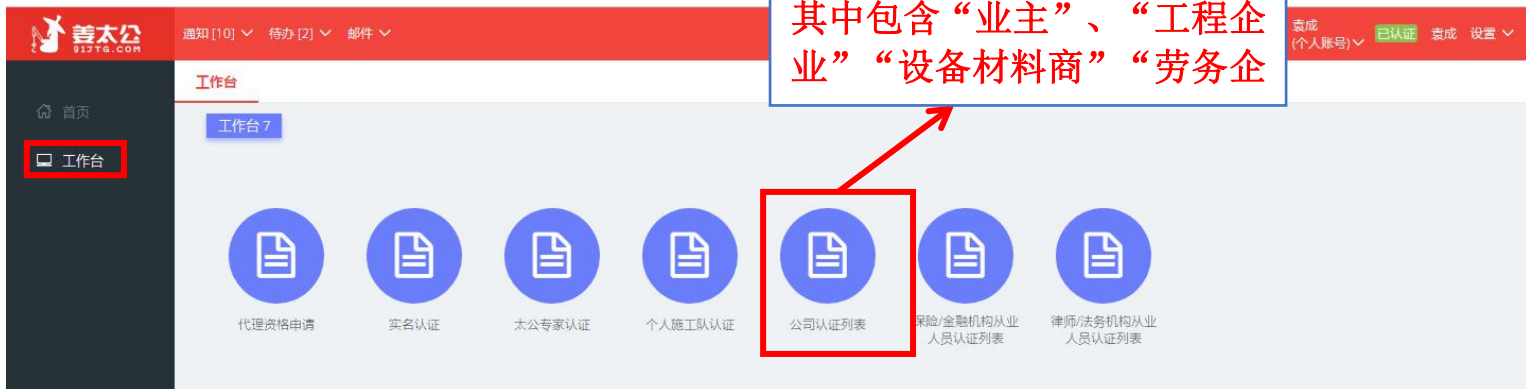 其中包含“业主”、“工程企
业”“设备材料商”“劳务企
姜太公
913TG.COM
通知 [10]
待办 [2]
邮件
袁成
(个人账号)
已认证
袁成
设置
首页
工作台
工作台
工作台 7
代理资格申请
实名认证
太公专家认证
个人施工队认证
公司认证列表
保险/金融机构从业
人员认证列表
律师/法务机构从业
人员认证列表